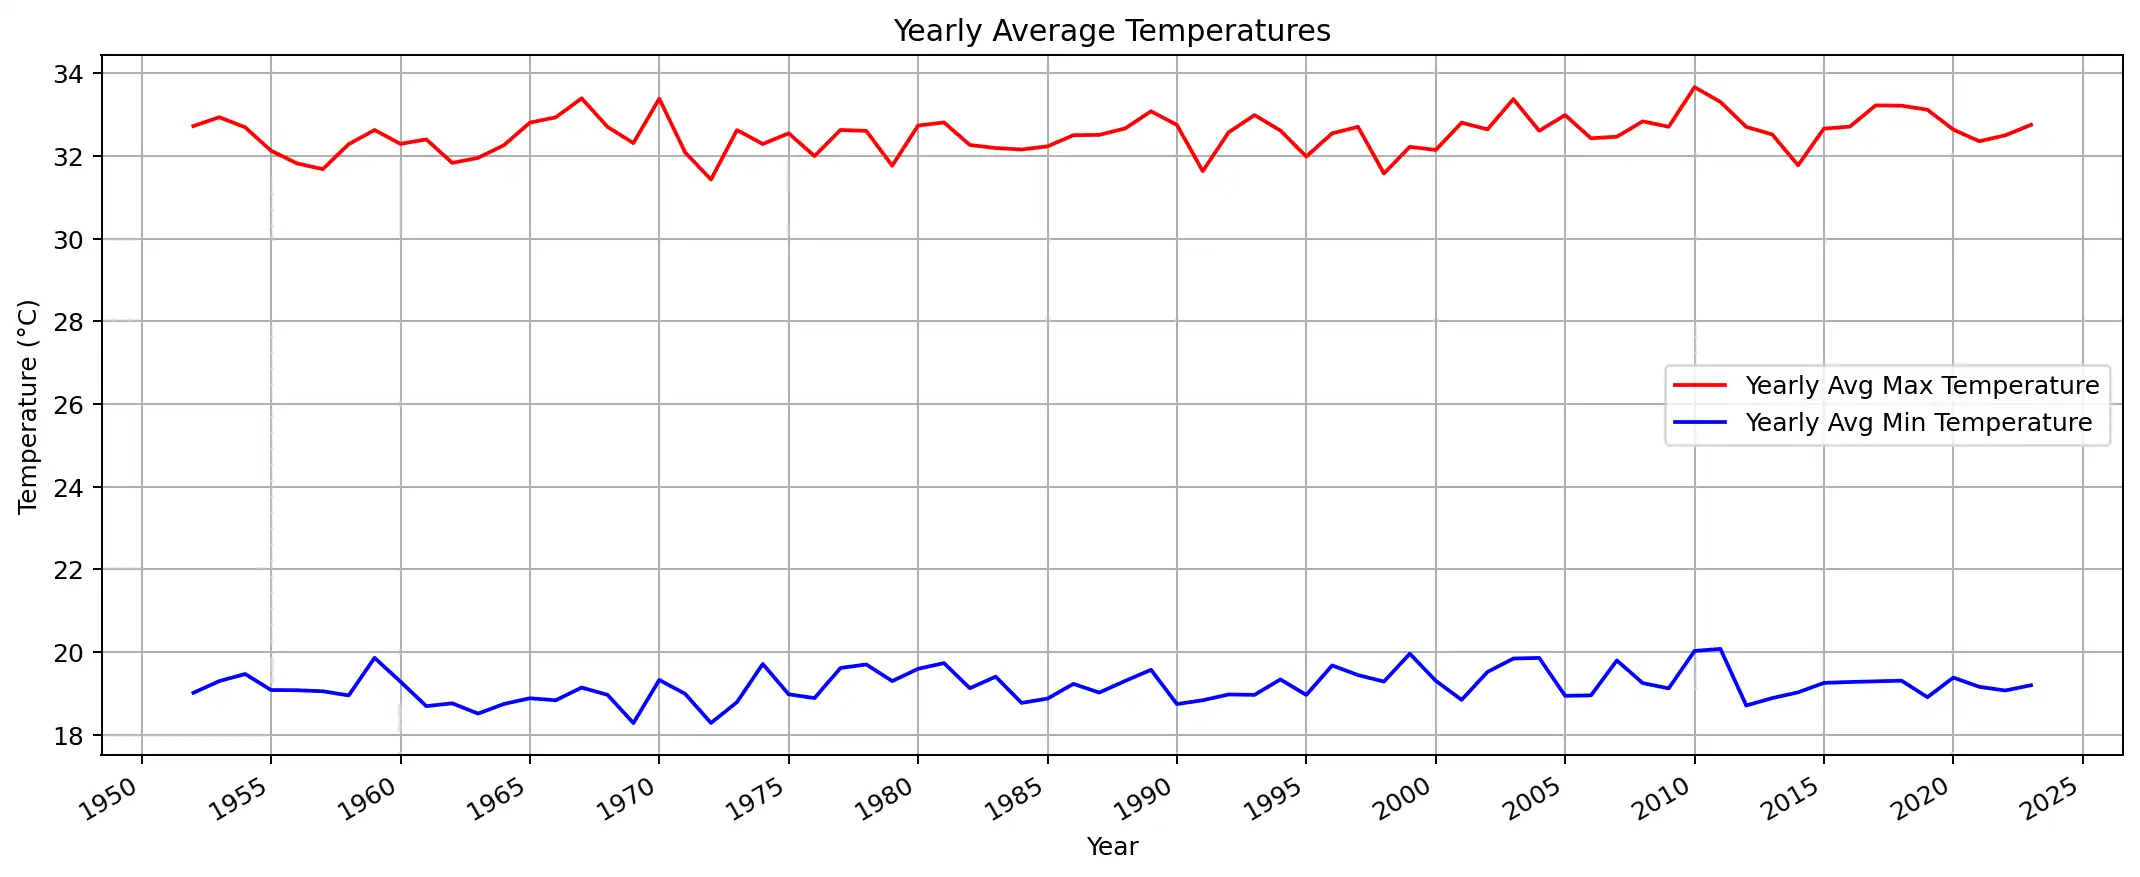 Yearly Average Temperatures
34
32
30
28
26
24
22
20
18
Temperature (°C)
Yearly Avg Max Temperature
Yearly Avg Min Temperature
1950 1955 1960 1965 1970 1975 1980 1985 1990 1995 2000 2005 2010 2015 2020 2025
Year